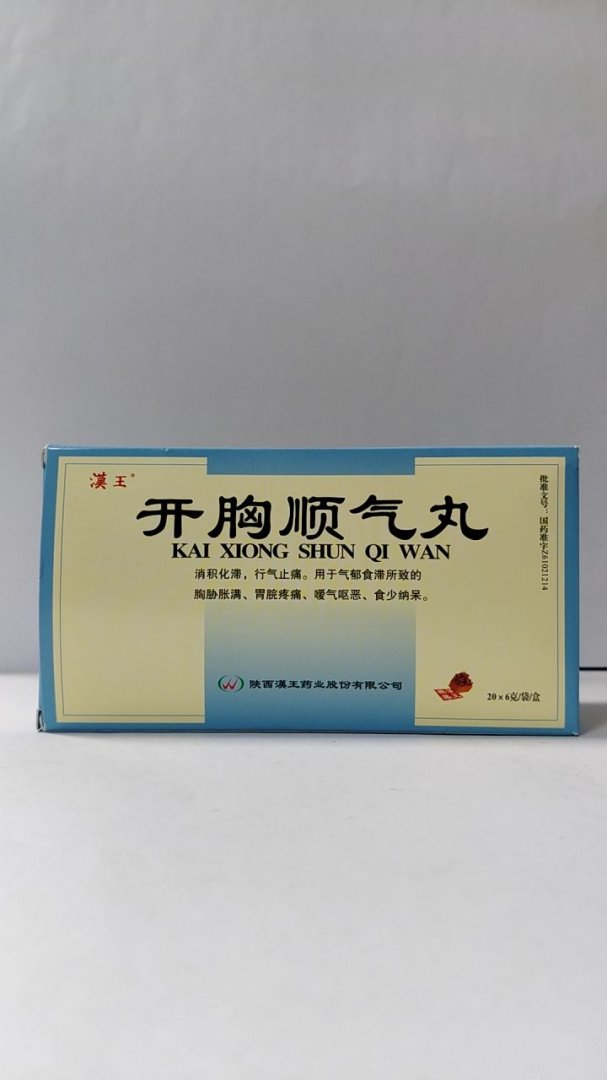 漢王®
开胸顺气丸
KAI XIONG SHUN QI WAN
消积化滞，行气止痛。用于气郁食滞所致的
胸胁胀满、胃脘疼痛、嗳气呕恶、食少纳呆。
陕西漢王药业股份有限公司
20×6克/袋/盒
批准文号：国药准字Z61021214